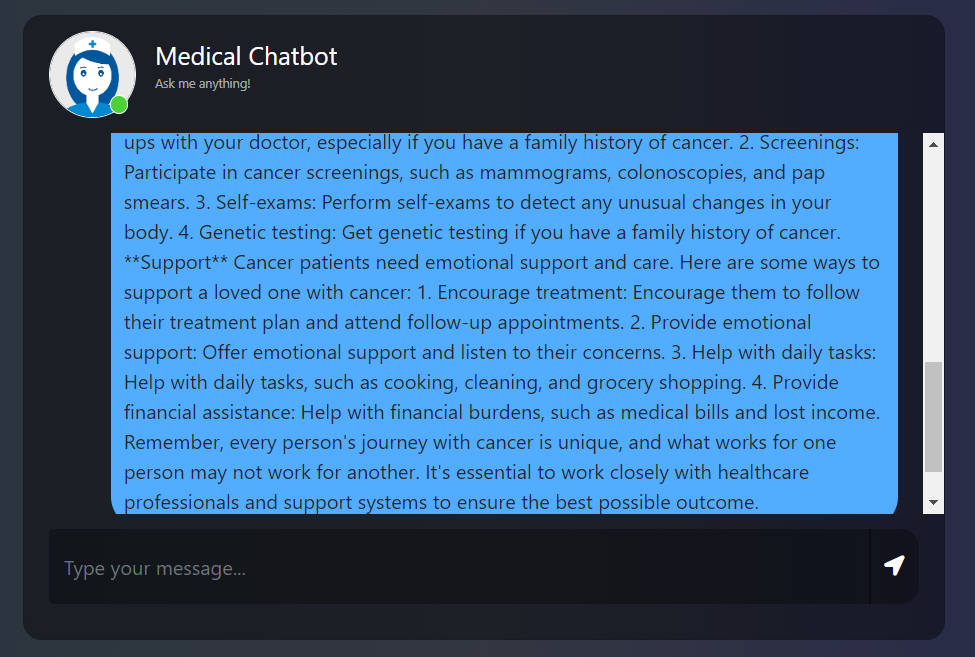 Medical Chatbot
Ask me anything!
ups with your doctor, especially if you have a family history of cancer. 2. Screenings:
Participate in cancer screenings, such as mammograms, colonoscopies, and pap
smears. 3. Self-exams: Perform self-exams to detect any unusual changes in your
body. 4. Genetic testing: Get genetic testing if you have a family history of cancer.
**Support** Cancer patients need emotional support and care. Here are some ways to
support a loved one with cancer: 1. Encourage treatment: Encourage them to follow
their treatment plan and attend follow-up appointments. 2. Provide emotional
support: Offer emotional support and listen to their concerns. 3. Help with daily tasks:
Help with daily tasks, such as cooking, cleaning, and grocery shopping. 4. Provide
financial assistance: Help with financial burdens, such as medical bills and lost income.
Remember, every person's journey with cancer is unique, and what works for one
person may not work for another. It's essential to work closely with healthcare
professionals and support systems to ensure the best possible outcome.
Type your message...